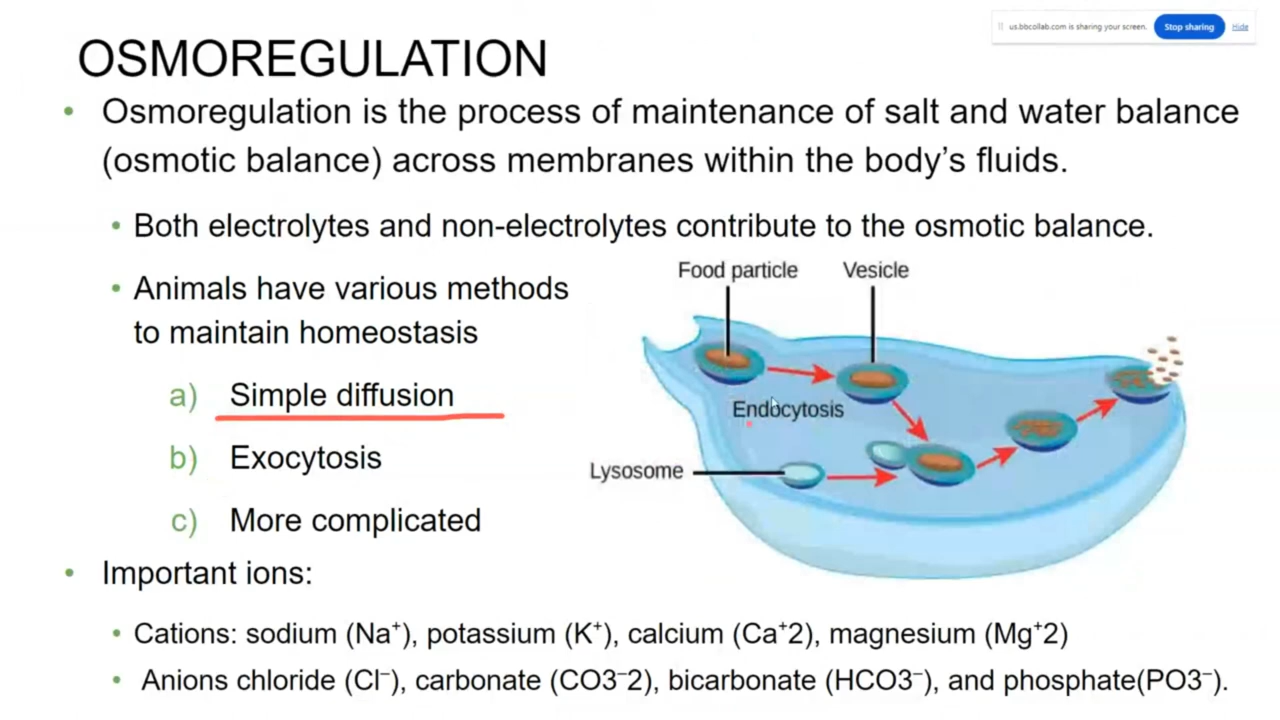 us.bbcollab.com is sharing your screen. Stop sharing Hide
OSMOREGULATION
• Osmoregulation is the process of maintenance of salt and water balance
(osmotic balance) across membranes within the body’s fluids.
• Both electrolytes and non-electrolytes contribute to the osmotic balance.
• Animals have various methods
to maintain homeostasis
a) Simple diffusion
b) Exocytosis
c) More complicated
Food particle Vesicle
Endocytosis
Lysosome
• Important ions:
• Cations: sodium (Na⁺), potassium (K⁺), calcium (Ca⁺2), magnesium (Mg⁺2)
• Anions chloride (Cl⁻), carbonate (CO3⁻2), bicarbonate (HCO3⁻), and phosphate(PO3⁻).